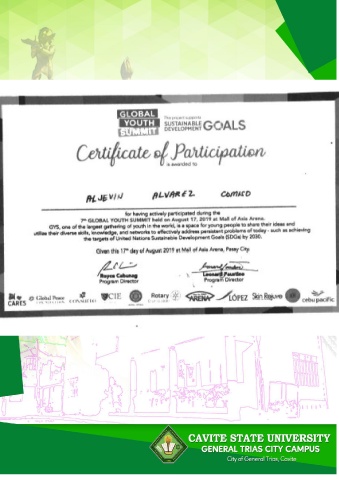 GLOBAL
YOUTH
SUMMIT
This project supports
SUSTAINABLE
DEVELOPMENT GOALS
Certificate of Participation
is awarded to
ALJEVIN ALVAREZ COMICO
for having actively participated during the
7th GLOBAL YOUTH SUMMIT held on August 17, 2019 at Mall of Asia Arena.
GYS, one of the largest gathering of youth in the world, is a space for young people to share their ideas and
utilize their diverse skills, knowledge, and networks to effectively address persistent problems of today - such as achieving
the targets of United Nations Sustainable Development Goals (SDGs) by 2030.
Given this 17th day of August 2019 at Mall of Asia Arena, Pasay City.
Royce Cabunag
Program Director
Leonard Faustino
Program Director
CARES
Global Peace
CIE
Rotary
ARENA
LÓPEZ
Skin Rejuve
cebu pacific
CAVITE STATE UNIVERSITY
GENERAL TRIAS CITY CAMPUS
City of General Trias, Cavite